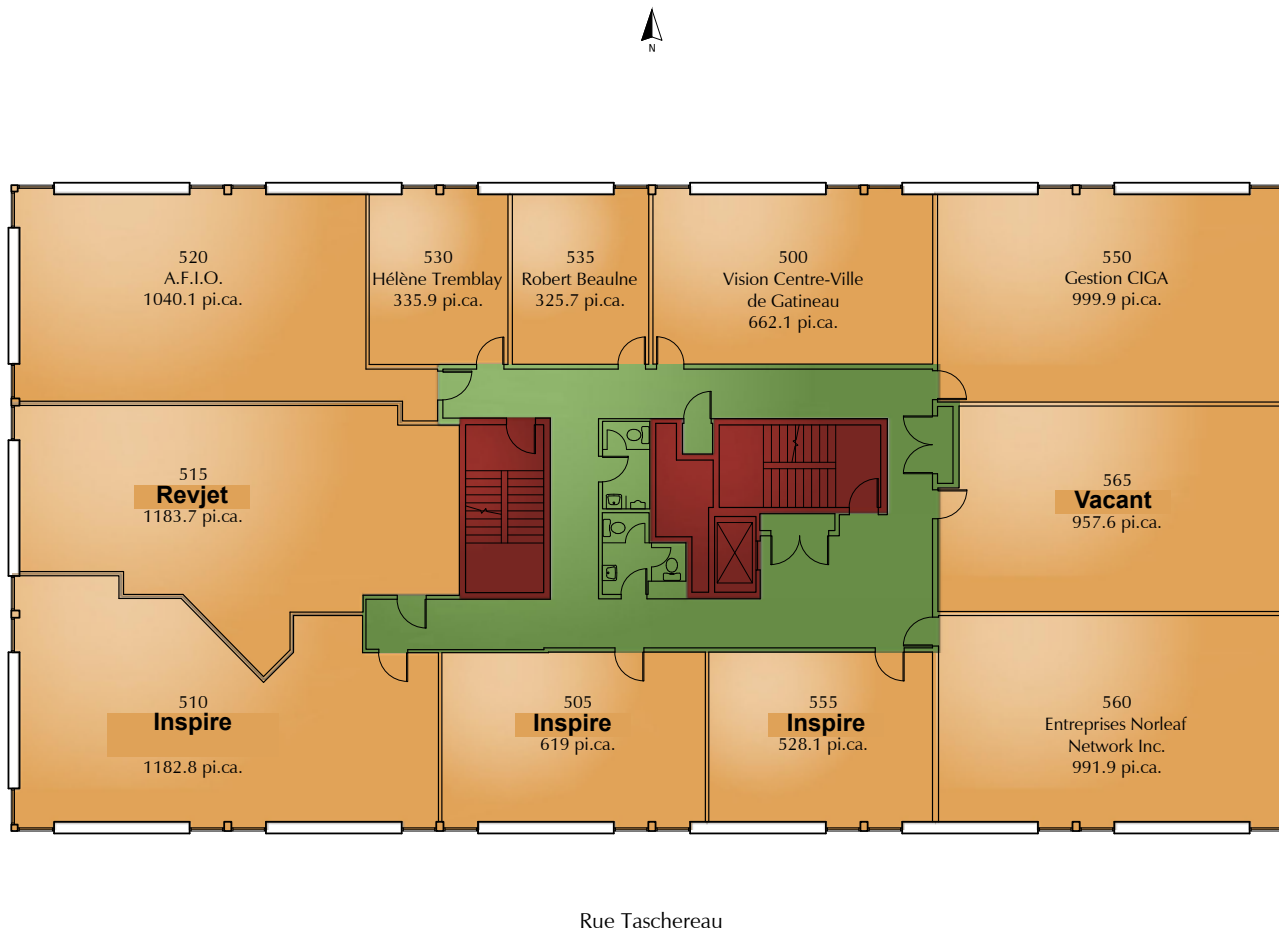 N
520
A.F.I.O.
1040.1 pi.ca.
530
Hélène Tremblay
335.9 pi.ca.
535
Robert Beaulne
325.7 pi.ca.
500
Vision Centre-Ville
de Gatineau
662.1 pi.ca.
550
Gestion CIGA
999.9 pi.ca.
515
Revjet
1183.7 pi.ca.
565
Vacant
957.6 pi.ca.
510
Inspire
1182.8 pi.ca.
505
Inspire
619 pi.ca.
555
Inspire
528.1 pi.ca.
560
Entreprises Norleaf
Network Inc.
991.9 pi.ca.
Rue Taschereau